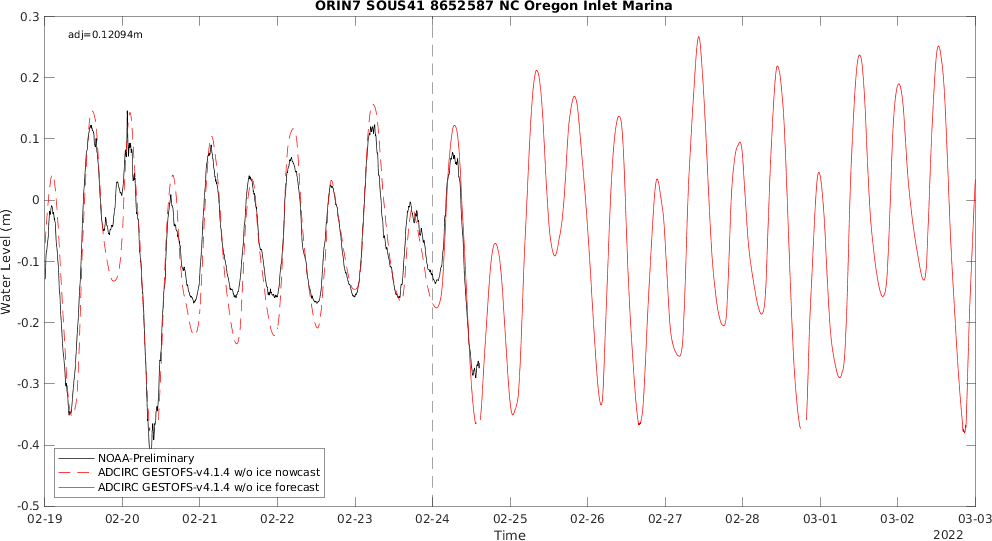 ORIN7 SOUS41 8652587 NC Oregon Inlet Marina
adj=0.12094m
0.3
0.2
0.1
0
-0.1
-0.2
-0.3
-0.4
-0.5
Water Level (m)
NOAA-Preliminary
ADCIRC GESTOFS-v4.1.4 w/o ice nowcast
ADCIRC GESTOFS-v4.1.4 w/o ice forecast
02-19 02-20 02-21 02-22 02-23 02-24 02-25 02-26 02-27 02-28 03-01 03-02 03-03
Time
2022